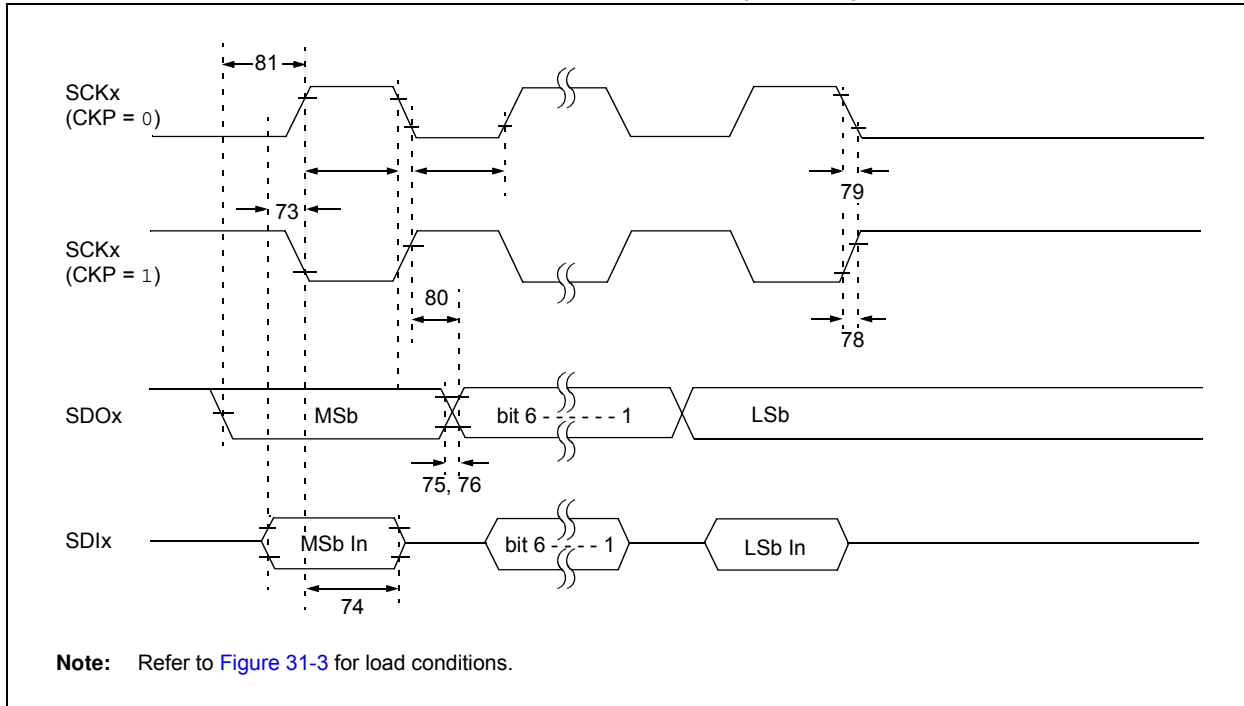 81
SCKx
(CKP = 0)
79
73
SCKx
(CKP = 1)
80
78
SDOx
MSb
bit 6 - - - - - - 1
LSb
75, 76
SDIx
MSb In
bit 6 - - - - - 1
LSb In
74
Note: Refer to Figure 31-3 for load conditions.